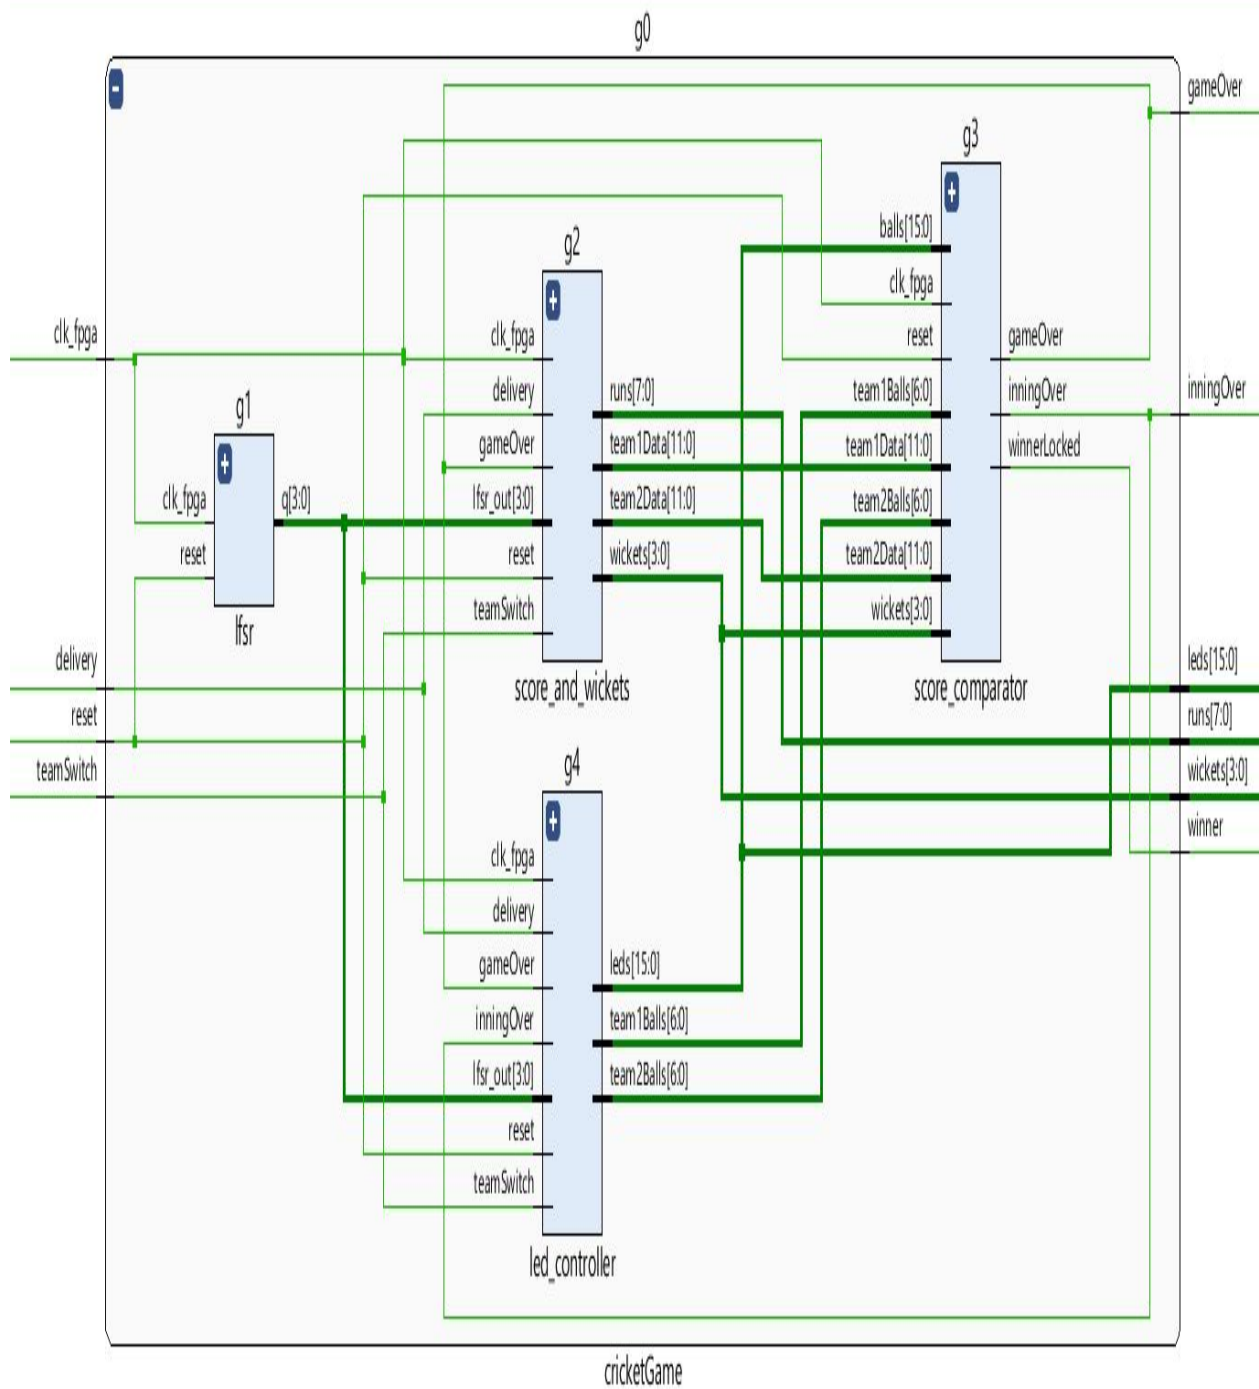 g0
gameOver
g3
balls[15:0]
g2
clk_fpga
clk_fpga
clk_fpga
reset
gameOver
delivery
runs[7:0]
team1Balls[6:0]
inningOver
inningOver
g1
gameOver
team1Data[11:0]
team1Data[11:0]
winnerLocked
clk_fpga
q[3:0]
lfsr_out[3:0]
team2Data[11:0]
team2Balls[6:0]
reset
reset
wickets[3:0]
team2Data[11:0]
teamSwitch
wickets[3:0]
lfsr
delivery
score_and_wickets
score_comparator
leds[15:0]
reset
runs[7:0]
teamSwitch
g4
wickets[3:0]
winner
clk_fpga
delivery
gameOver
leds[15:0]
inningOver
team1Balls[6:0]
lfsr_out[3:0]
team2Balls[6:0]
reset
teamSwitch
led_controller
cricketGame